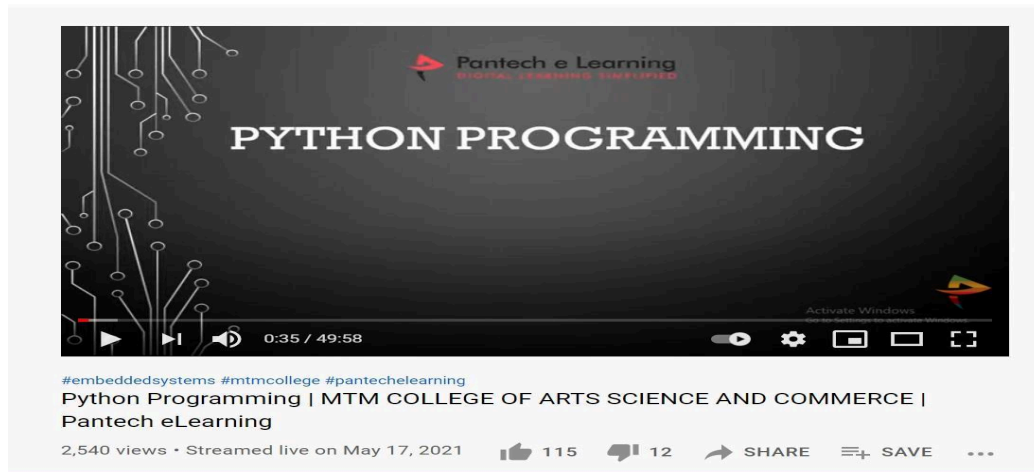 Pantech e Learning
DIGITAL LEARNING SIMPLIFIED
PYTHON PROGRAMMING
Activate Windows
Go to Settings to activate Windows.
0:35 / 49:58
#embeddedsystems #mtmcollege #pantechelearning
Python Programming | MTM COLLEGE OF ARTS SCIENCE AND COMMERCE |
Pantech eLearning
2,540 views • Streamed live on May 17, 2021 115 12 SHARE SAVE